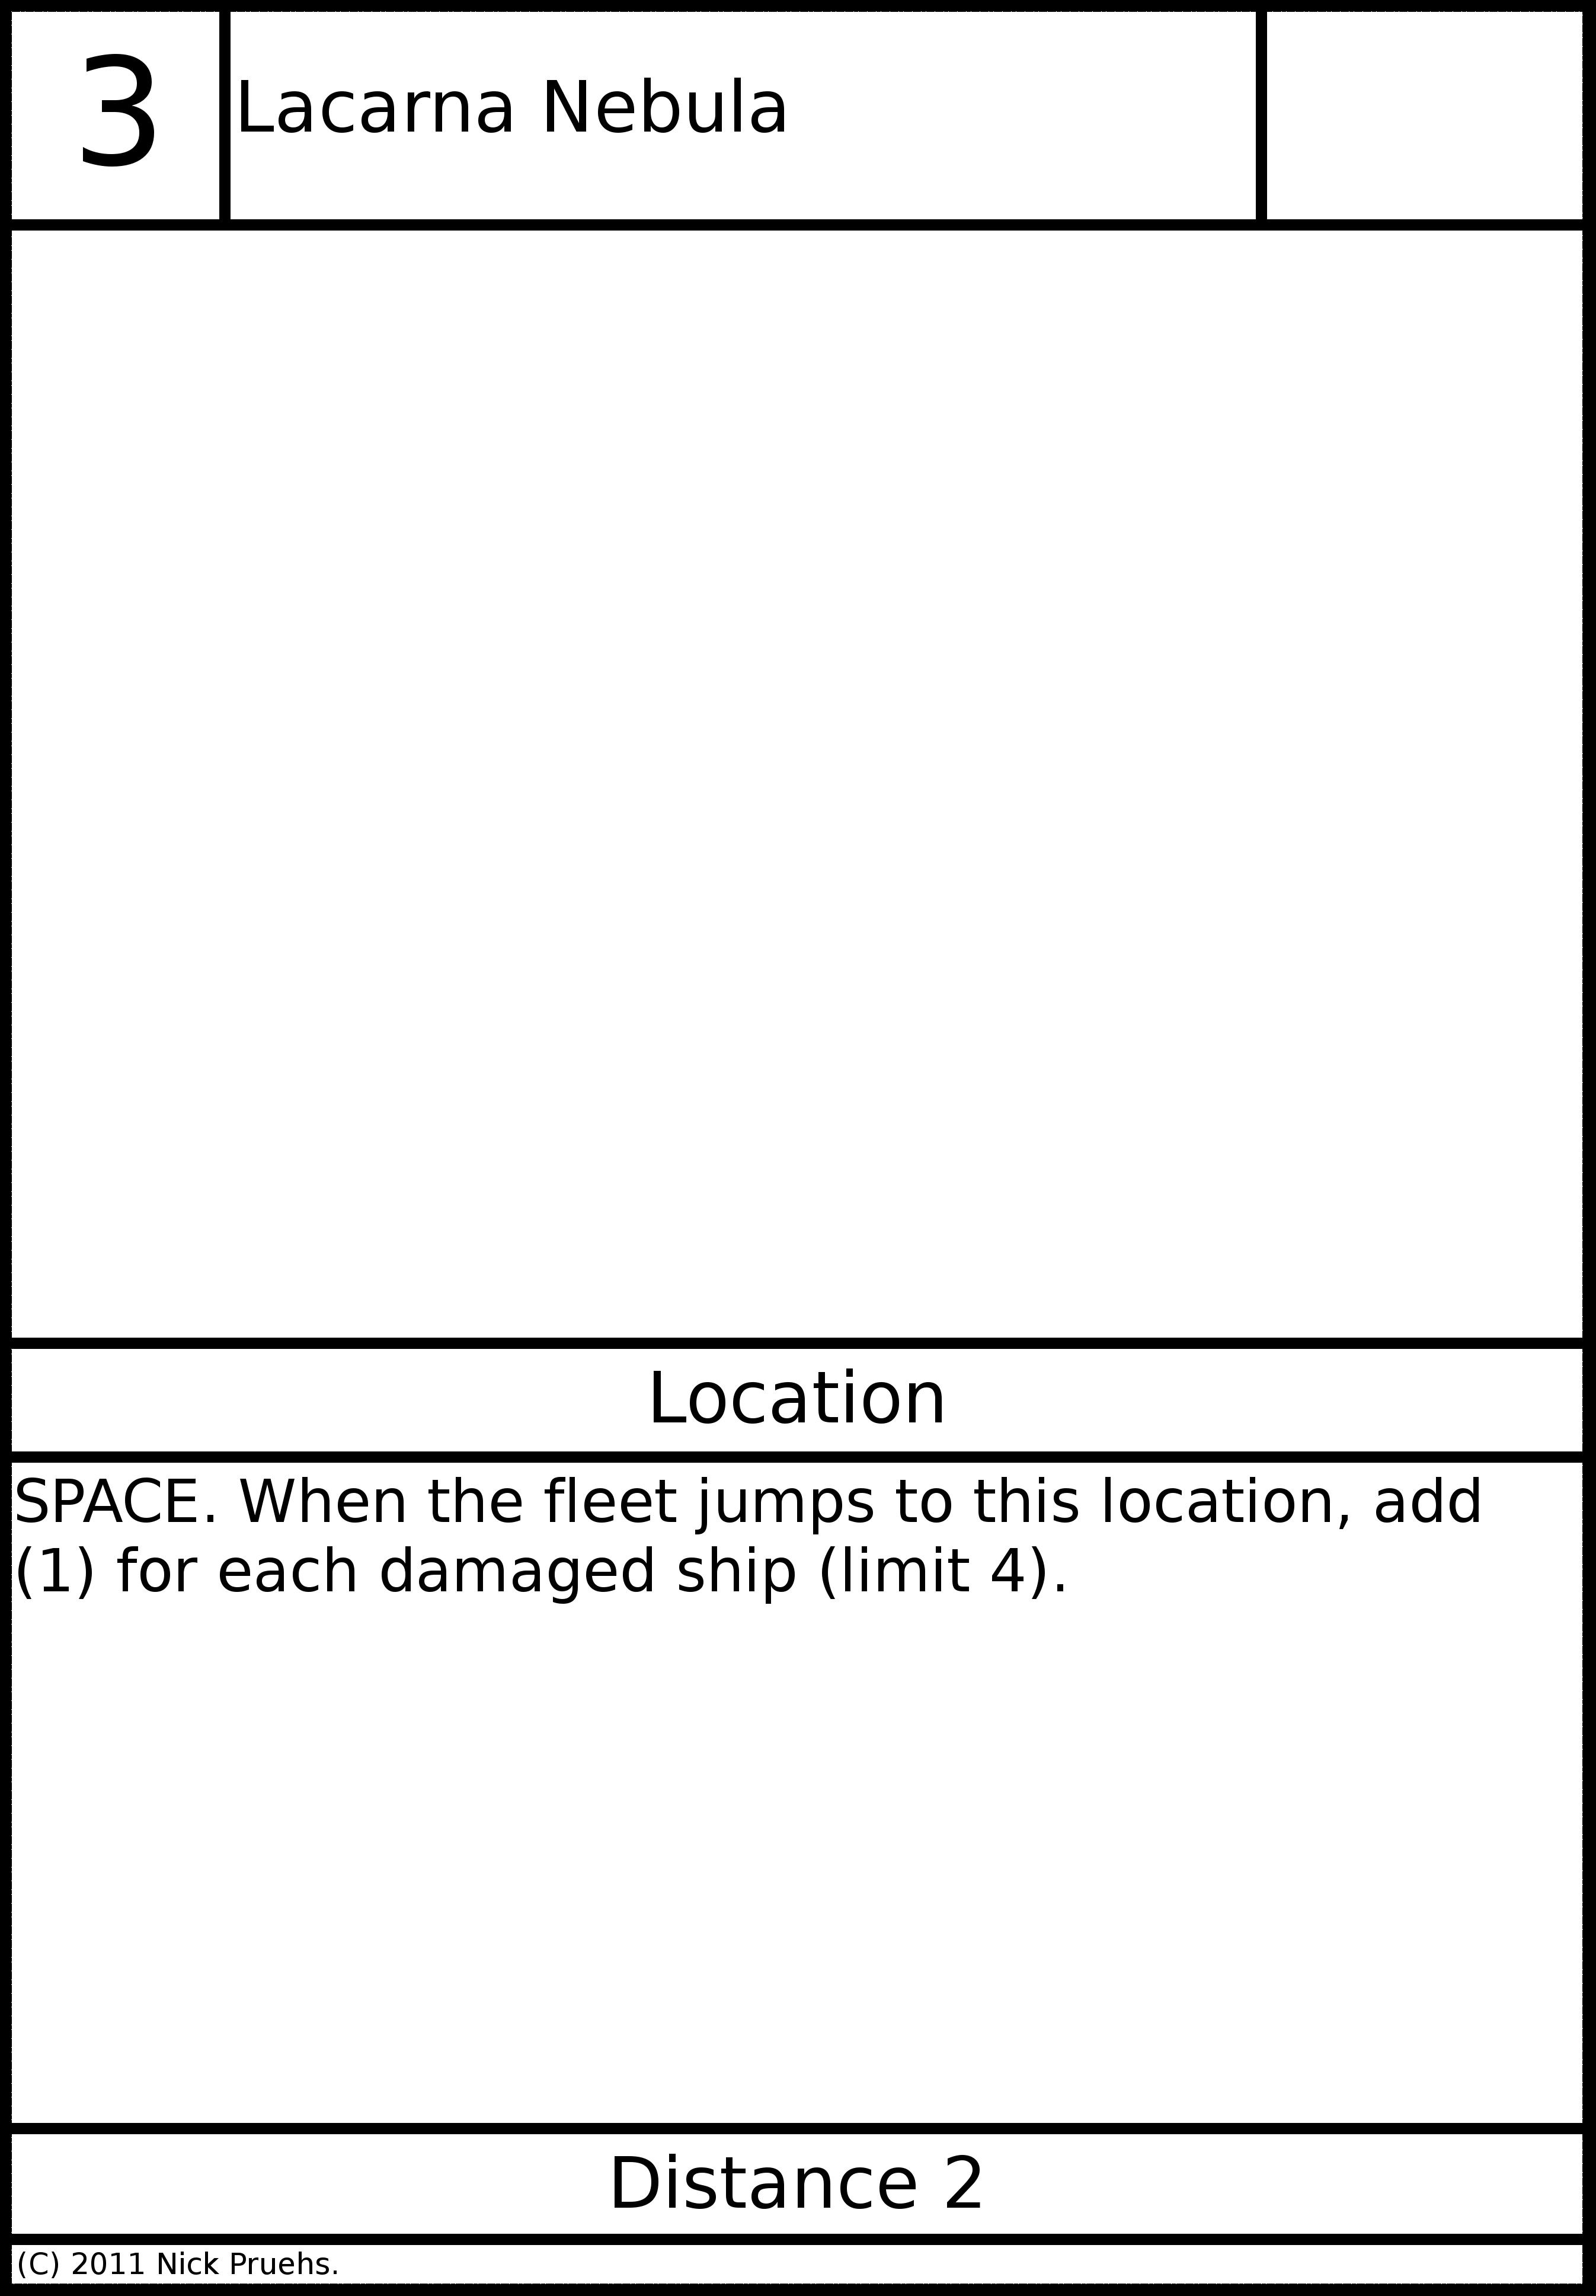 3
Lacarna Nebula
Location
SPACE. When the fleet jumps to this location, add
(1) for each damaged ship (limit 4).
Distance 2
(C) 2011 Nick Pruehs.